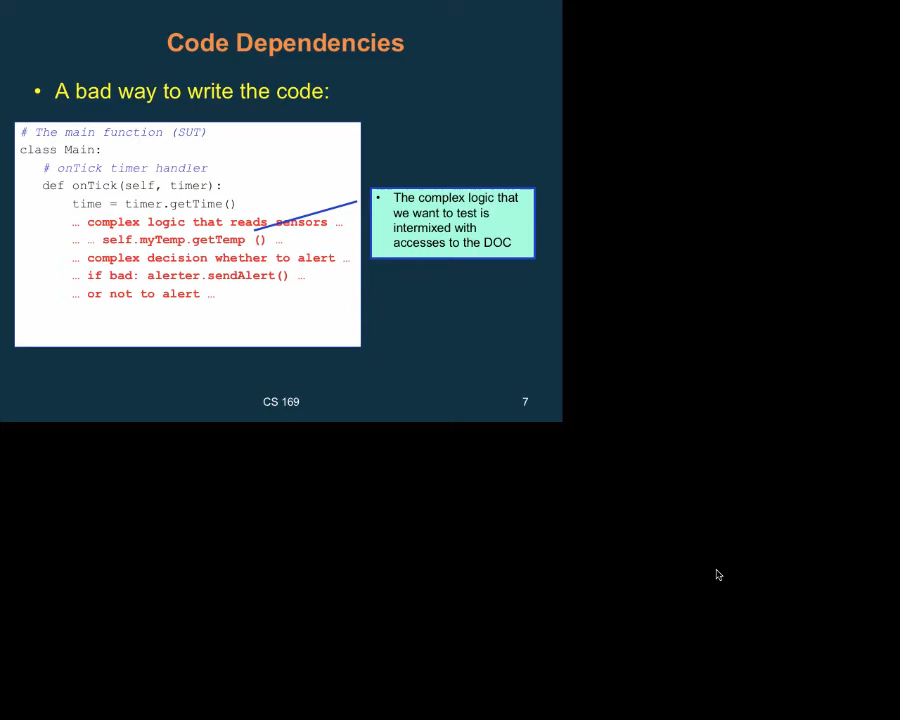 Code Dependencies
• A bad way to write the code:
# The main function (SUT)
class Main:
# onTick timer handler
def onTick(self, timer):
time = timer.getTime()
… complex logic that reads sensors …
… … self.myTemp.getTemp () …
… complex decision whether to alert …
… if bad: alerter.sendAlert() …
… or not to alert …
• The complex logic that
we want to test is
intermixed with
accesses to the DOC
CS 169
7